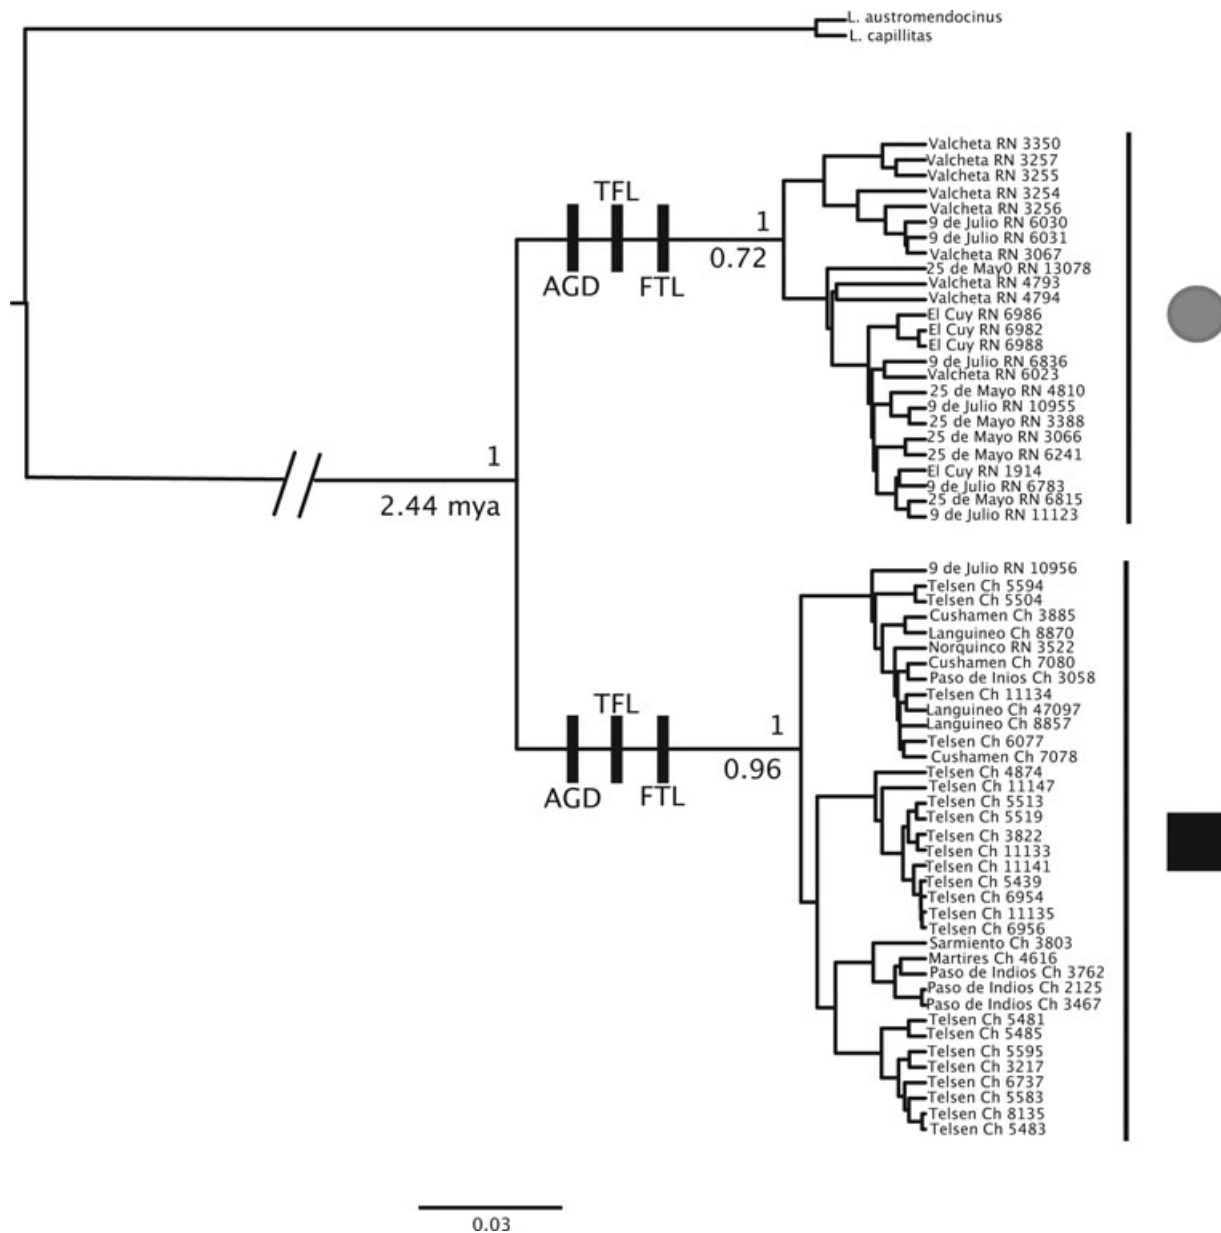 L. austromendocinus
L. capillitas
Valcheta RN 3350
Valcheta RN 3257
Valcheta RN 3255
Valcheta RN 3254
Valcheta RN 3256
9 de Julio RN 6030
9 de Julio RN 6031
Valcheta RN 3067
25 de May0 RN 13078
Valcheta RN 4793
Valcheta RN 4794
El Cuy RN 6986
El Cuy RN 6982
El Cuy RN 6988
9 de Julio RN 6836
Valcheta RN 6023
25 de Mayo RN 4810
9 de Julio RN 10955
25 de Mayo RN 3388
25 de Mayo RN 3066
25 de Mayo RN 6241
El Cuy RN 1914
9 de Julio RN 6783
25 de Mayo RN 6815
9 de Julio RN 11123
TFL
1
0.72
AGD
FTL
1
2.44 mya
9 de Julio RN 10956
Telsen Ch 5594
Telsen Ch 5504
Cushamen Ch 3885
Languineo Ch 8870
Norquinco RN 3522
Cushamen Ch 7080
Paso de Inios Ch 3058
Telsen Ch 11134
Languineo Ch 47097
Languineo Ch 8857
Telsen Ch 6077
Cushamen Ch 7078
Telsen Ch 4874
Telsen Ch 11147
Telsen Ch 5513
Telsen Ch 5519
Telsen Ch 3822
Telsen Ch 11133
Telsen Ch 11141
Telsen Ch 5439
Telsen Ch 6954
Telsen Ch 11135
Telsen Ch 6956
Sarmiento Ch 3803
Martires Ch 4616
Paso de Indios Ch 3762
Paso de Indios Ch 2125
Paso de Indios Ch 3467
Telsen Ch 5481
Telsen Ch 5485
Telsen Ch 5595
Telsen Ch 3217
Telsen Ch 6737
Telsen Ch 5583
Telsen Ch 8135
Telsen Ch 5483
TFL
1
0.96
AGD
FTL
0.03